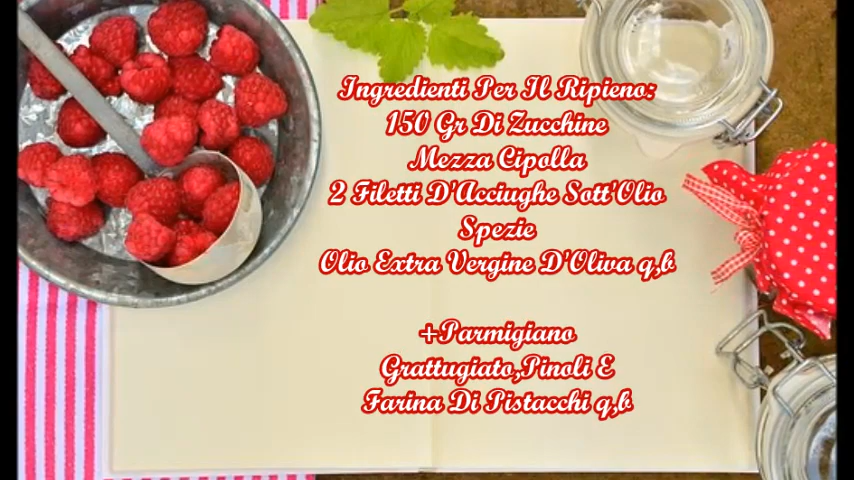 Ingredienti Per Il Ripieno:
150 Gr Di Zucchine
Mezza Cipolla
2 Filetti D'Acciughe Sott'Olio
Spezie
Olio Extra Vergine D'Oliva q,b
+Parmigiano
Grattugiato,Pinoli E
Farina Di Pistacchi q,b